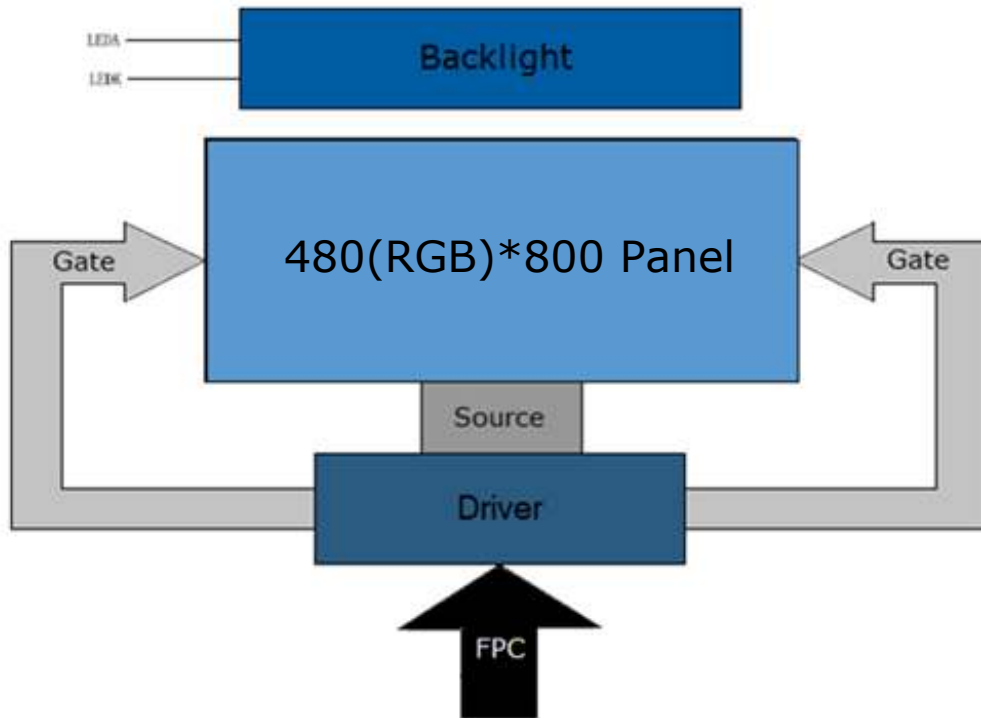 LEDA
Backlight
LEDK
480(RGB)*800 Panel
Gate
Gate
Source
Driver
FPC